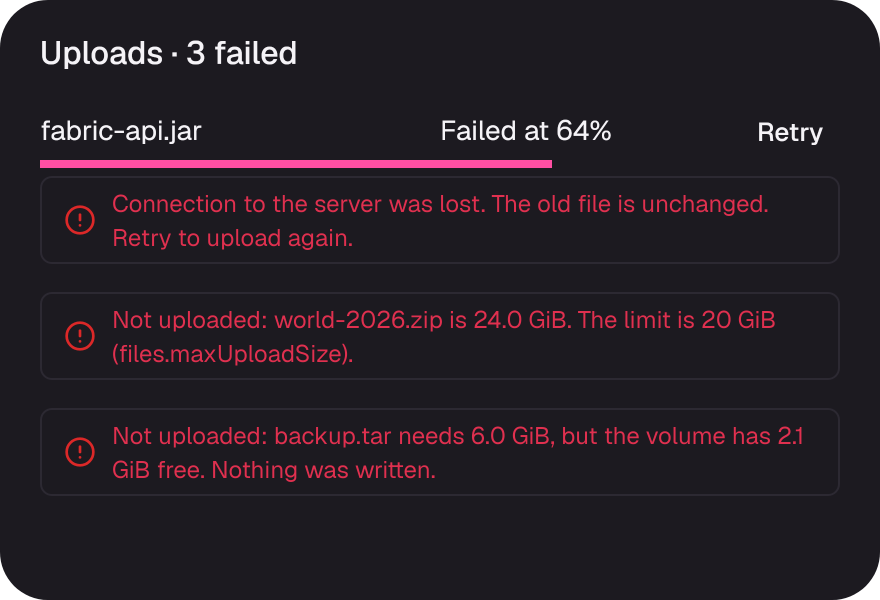 Uploads · 3 failed
fabric-api.jar Failed at 64% Retry
Connection to the server was lost. The old file is unchanged.
Retry to upload again.
Not uploaded: world-2026.zip is 24.0 GiB. The limit is 20 GiB
(files.maxUploadSize).
Not uploaded: backup.tar needs 6.0 GiB, but the volume has 2.1
GiB free. Nothing was written.